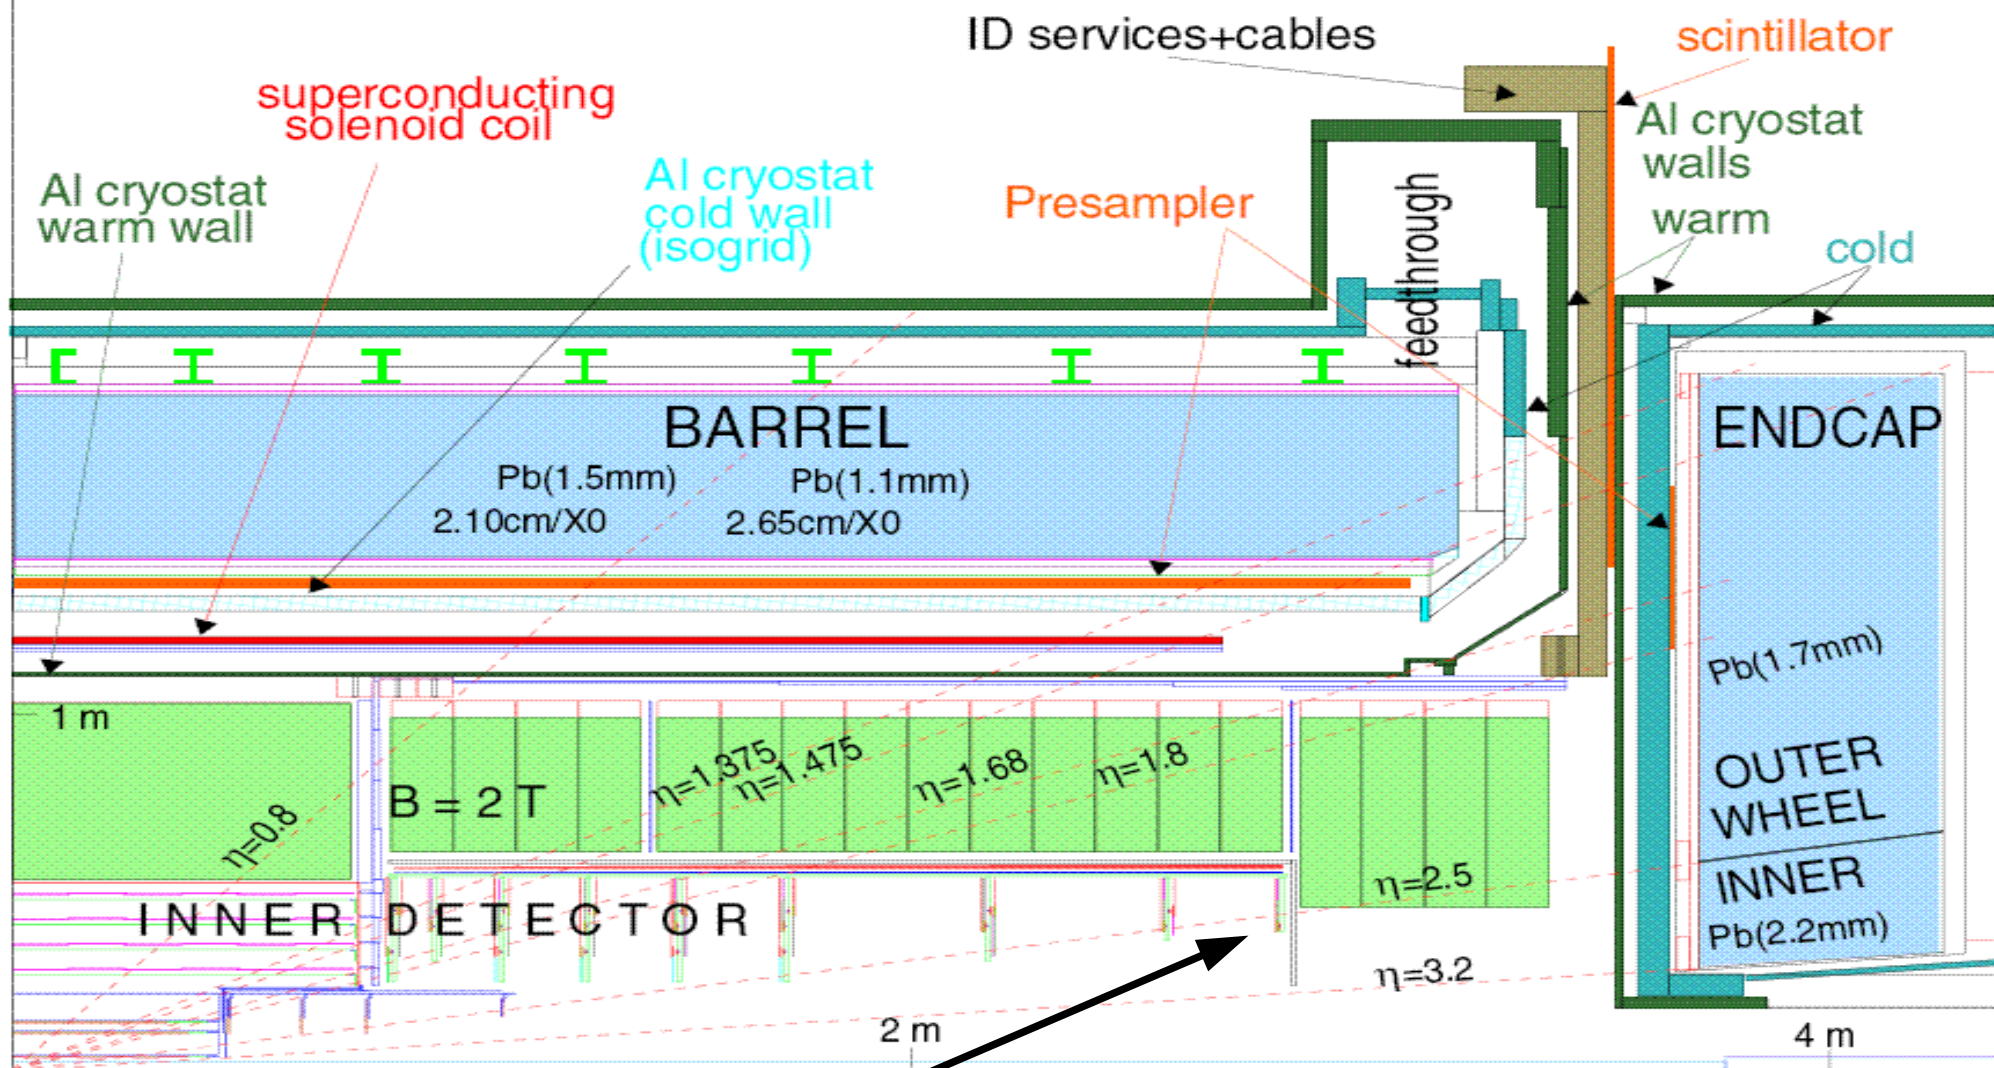 ID services+cables
scintillator
superconducting
solenoid coil
Al cryostat
walls
Al cryostat
warm wall
Al cryostat
cold wall
(isogrid)
Presampler
feedthrough
warm
cold
BARREL
Pb(1.5mm)
Pb(1.1mm)
2.10cm/X0
2.65cm/X0
ENDCAP
Pb(1.7mm)
1 m
B = 2 T
η=0.8
η=1.375
η=1.475
η=1.68
η=1.8
OUTER
WHEEL
η=2.5
INNER
Pb(2.2mm)
INNER DETECTOR
η=3.2
2 m
4 m